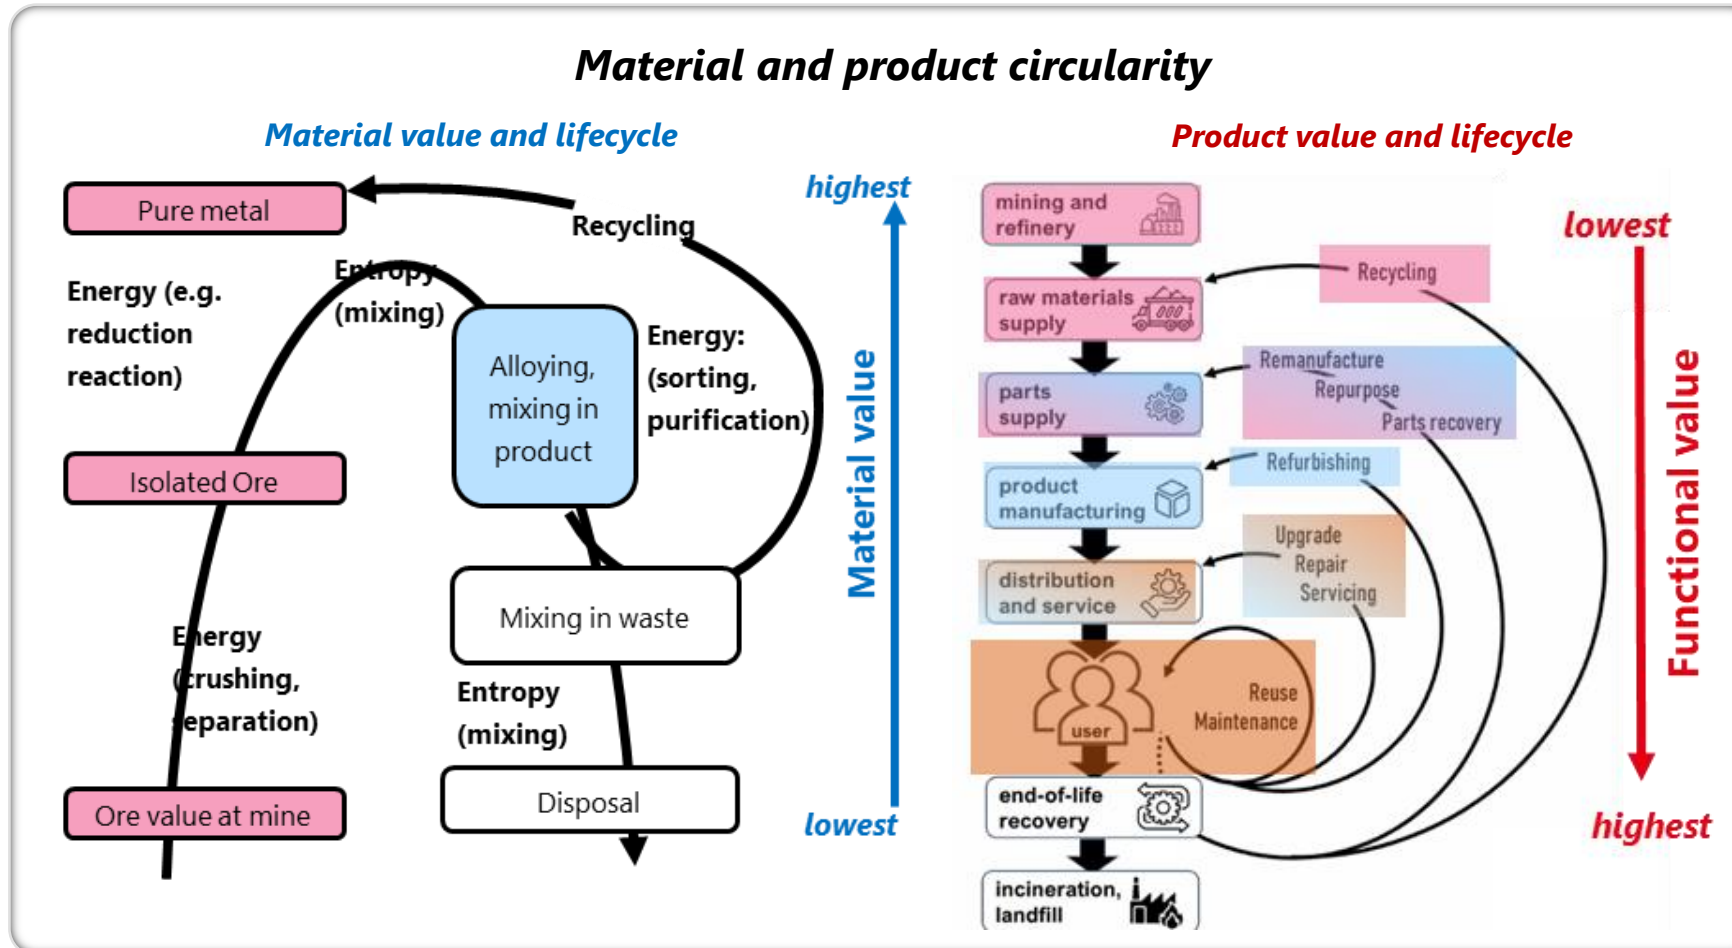 Material and product circularity
Material value and lifecycle
Pure metal
Recycling
Entropy
(mixing)
Energy (e.g.
reduction
reaction)
Alloying,
mixing in
product
Energy:
(sorting,
purification)
Isolated Ore
Mixing in waste
Energy
(crushing,
separation)
Entropy
(mixing)
Ore value at mine
Disposal
highest
Material value
lowest
Product value and lifecycle
mining and
refinery
raw materials
supply
parts
supply
product
manufacturing
distribution
and service
user
end-of-life
recovery
incineration,
landfill
Recycling
Remanufacture
Repurpose
Parts recovery
Refurbishing
Upgrade
Repair
Servicing
Reuse
Maintenance
lowest
Functional value
highest